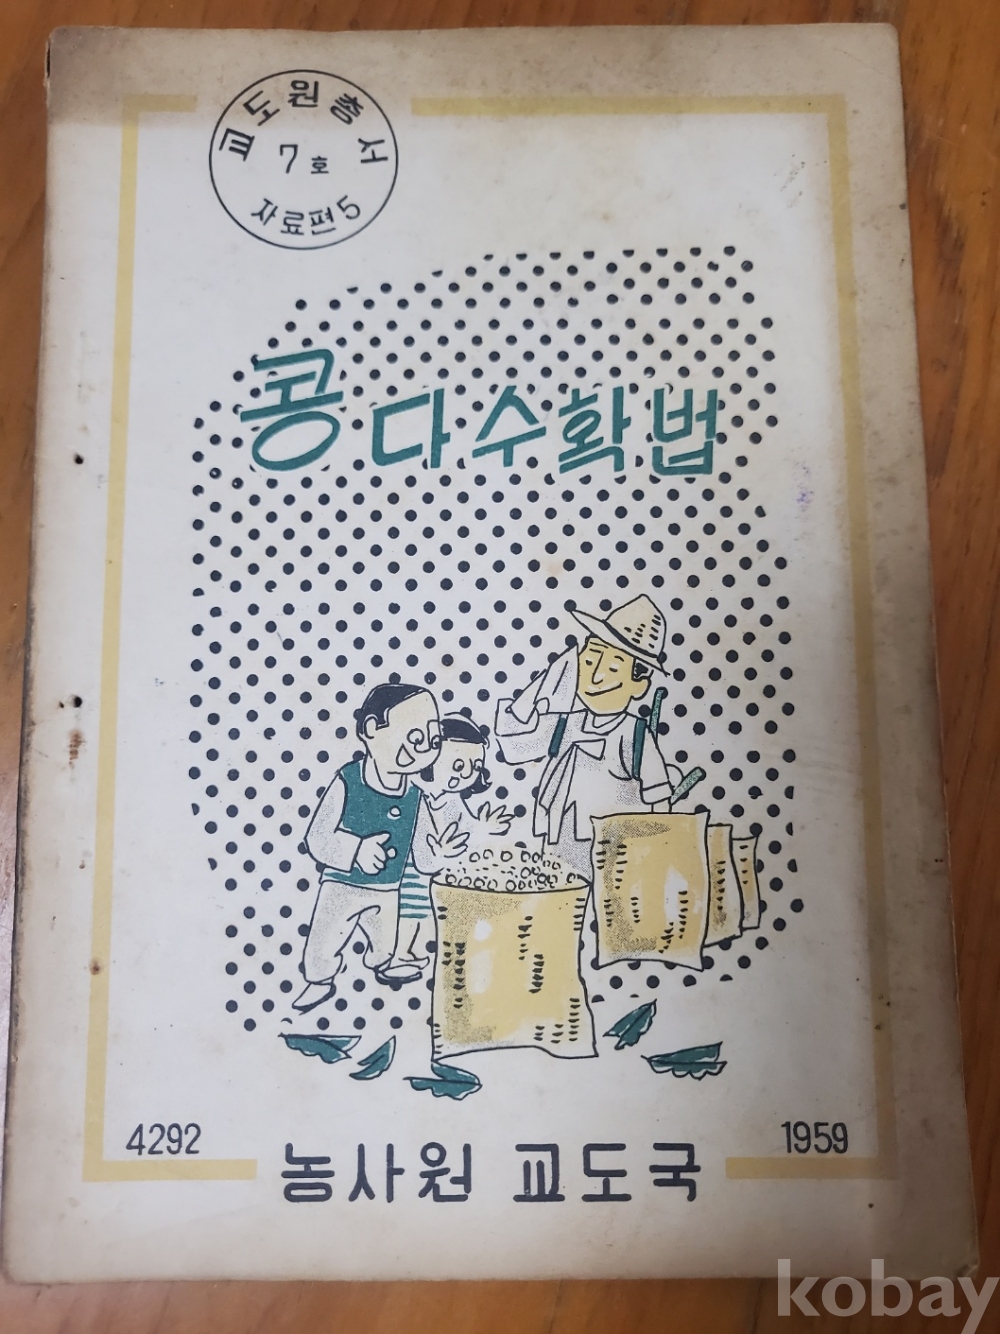 교도원총서
7호
자료편5
콩다수확법
4292
1959
농사원 교도국
kobay